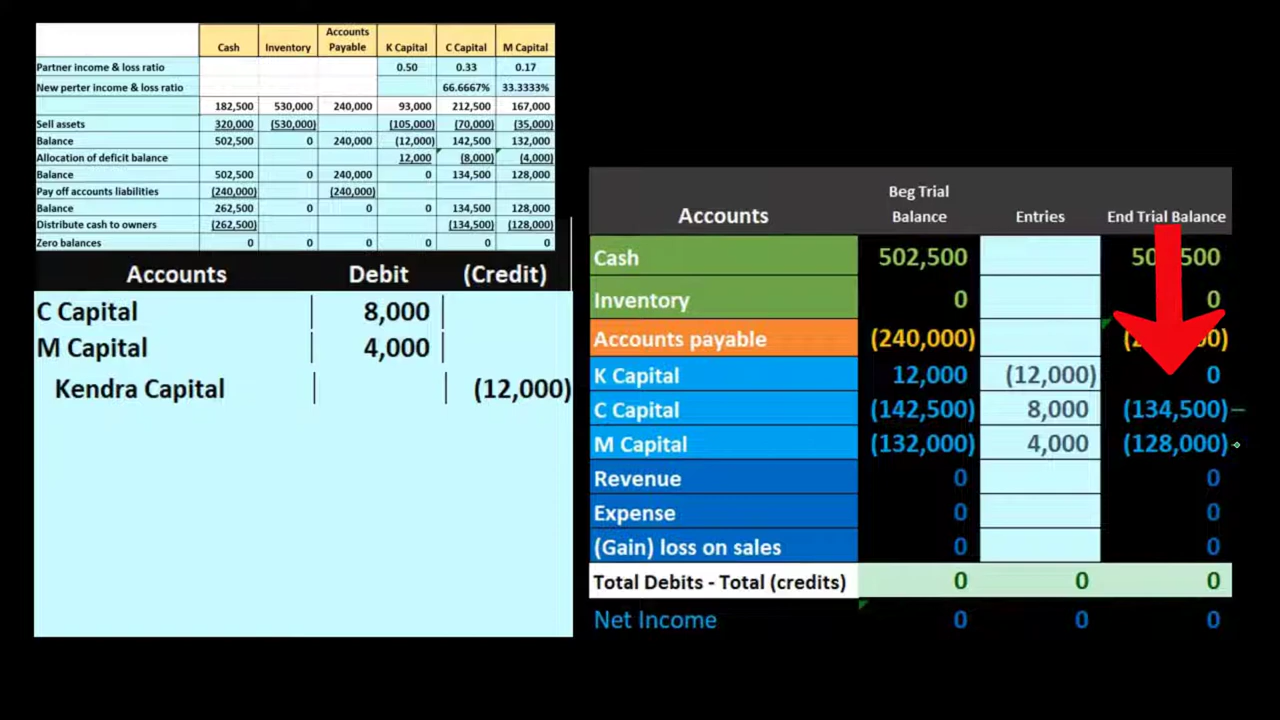 Cash Inventory Accounts Payable K Capital C Capital M Capital
Partner income & loss ratio 0.50 0.33 0.17
New perter income & loss ratio 66.6667% 33.3333%
182,500 530,000 240,000 93,000 212,500 167,000
Sell assets 320,000 (530,000) (105,000) (70,000) (35,000)
Balance 502,500 0 240,000 (12,000) 142,500 132,000
Allocation of deficit balance 12,000 (8,000) (4,000)
Balance 502,500 0 240,000 0 134,500 128,000
Pay off accounts liabilities (240,000) (240,000)
Balance 262,500 0 0 0 134,500 128,000
Distribute cash to owners (262,500) (134,500) (128,000)
Zero balances 0 0 0 0 0 0
Accounts Debit (Credit)
C Capital 8,000
M Capital 4,000
Kendra Capital (12,000)
Accounts Beg Trial Balance Entries End Trial Balance
Cash 502,500
Inventory 0 0
Accounts payable (240,000)
K Capital 12,000 (12,000) 0
C Capital (142,500) 8,000 (134,500)
M Capital (132,000) 4,000 (128,000)
Revenue 0 0
Expense 0 0
(Gain) loss on sales 0 0
Total Debits - Total (credits) 0 0 0
Net Income 0 0 0